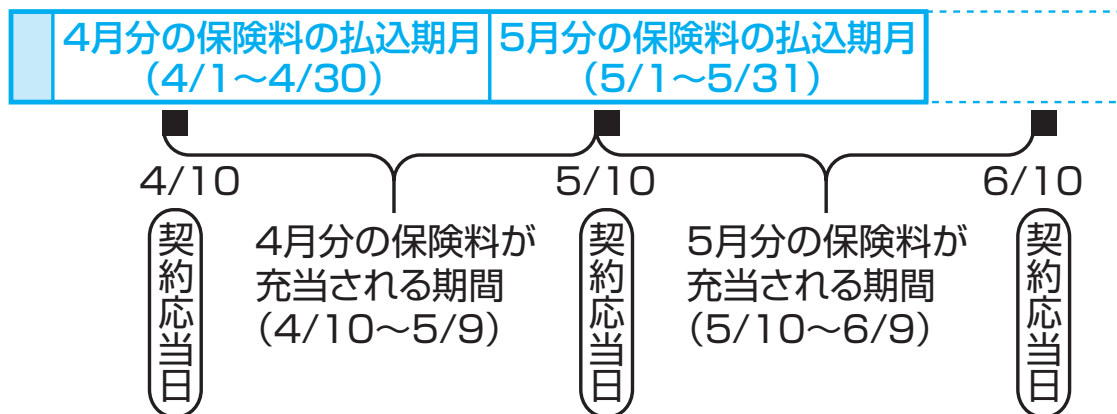 4月分の保険料の払込期月
(4/1〜4/30)
5月分の保険料の払込期月
(5/1〜5/31)
4/10
5/10
6/10
契約応当日
4月分の保険料が
充当される期間
(4/10〜5/9)
契約応当日
5月分の保険料が
充当される期間
(5/10〜6/9)
契約応当日